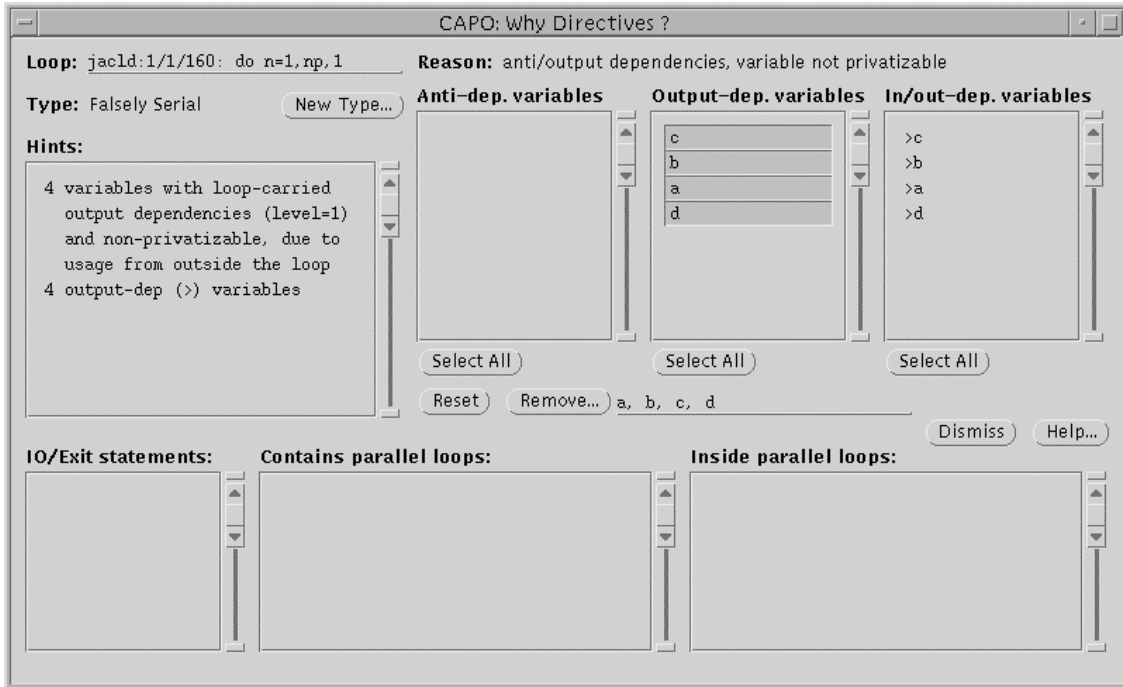 CAPO: Why Directives ?
Loop: jacld:1/1/160: do n=1,np,1
Reason: anti/output dependencies, variable not privatizable
Type: Falsely Serial
New Type...
Anti-dep. variables
Output-dep. variables
In/out-dep. variables
Hints:
4 variables with loop-carried
output dependencies (level=1)
and non-privatizable, due to
usage from outside the loop
4 output-dep (>) variables
c
b
a
d
>c
>b
>a
>d
Select All
Select All
Select All
Reset
Remove...
a, b, c, d
Dismiss
Help...
IO/Exit statements:
Contains parallel loops:
Inside parallel loops: